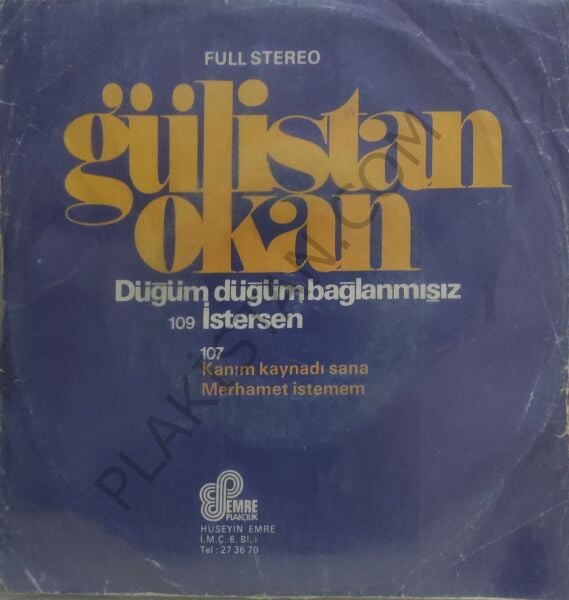 FULL STEREO
gülistan
okan
Düğüm düğüm bağlanmışız
109 İstersen
107
Kanım kaynadı sana
Merhamet istemem
EMRE
PLAKÇILIK
HÜSEYİN EMRE
İ.M.Ç. 6. Blok
Tel: 27 36 70
PLAKİSTAN.COM